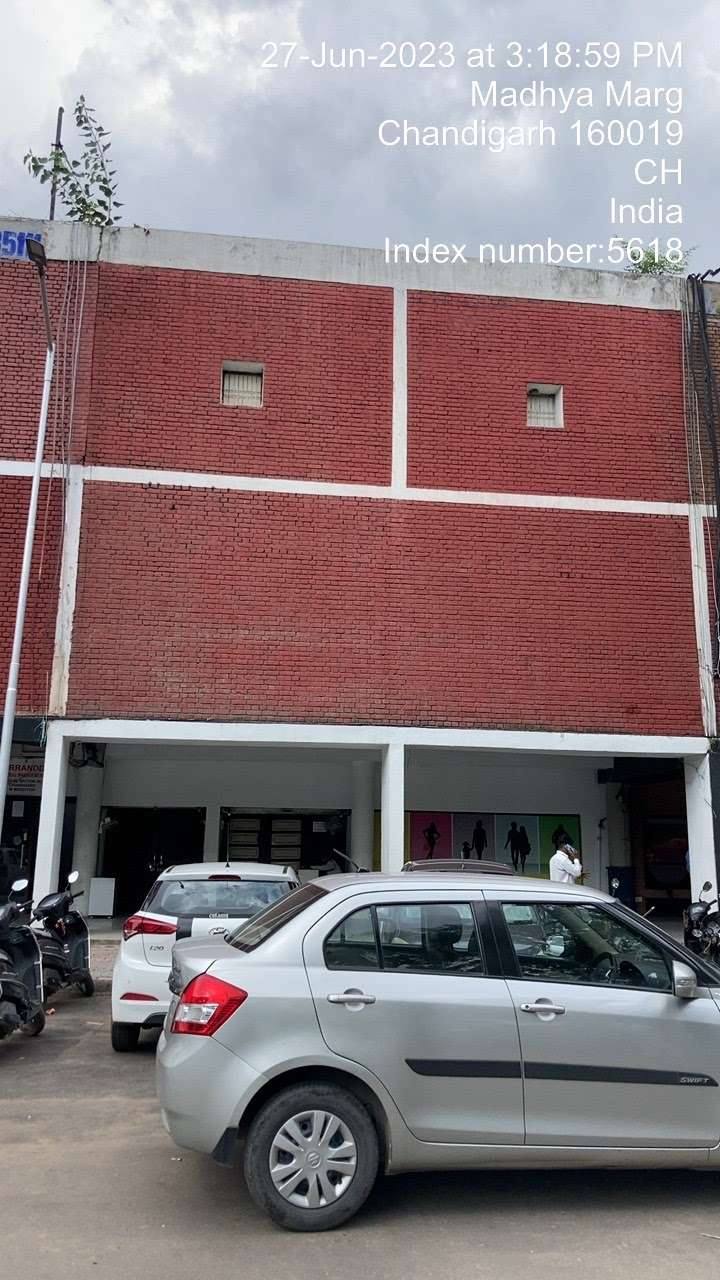 27-Jun-2023 at 3:18:59 PM
Madhya Marg
Chandigarh 160019
CH
India
Index number:5618
i20
SWIFT